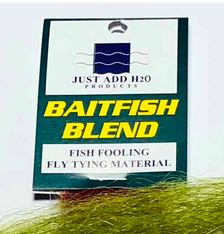 JUST ADD H2O
PRODUCTS
BAITFISH
BLEND
FISH FOOLING
FLY TYING MATERIAL